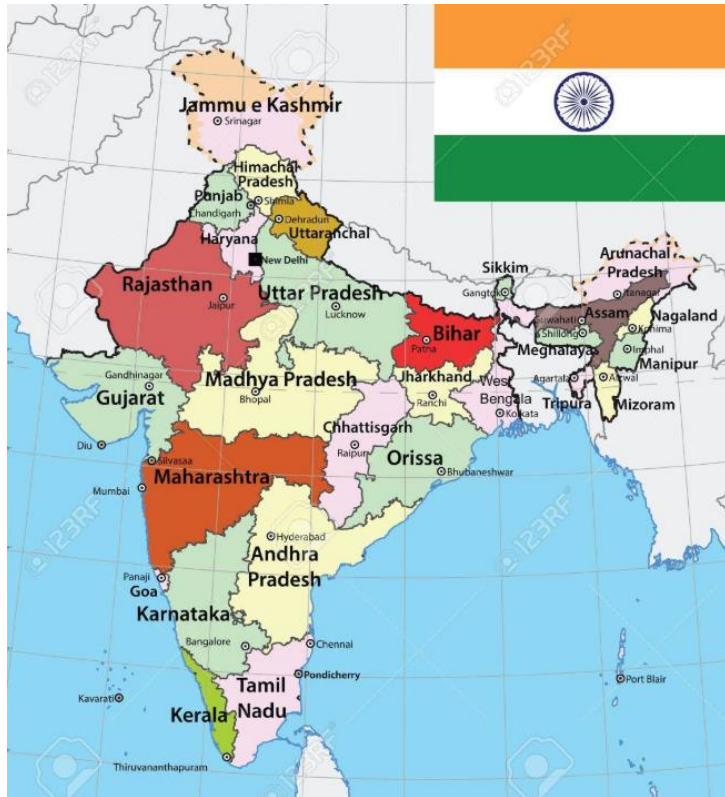 Jammu e Kashmir
Srinagar
Himachal
Pradesh
Punjab
Shimla
Chandigarh
Dehradun
Uttaranchal
Haryana
New Delhi
Rajasthan
Jaipur
Uttar Pradesh
Lucknow
Sikkim
Gangtok
Arunachal
Pradesh
Itanagar
Assam
Guwahati
Nagaland
Kohima
Shillong
Meghalaya
Imphal
Manipur
Bihar
Patna
Gandhinagar
Gujarat
Madhya Pradesh
Bhopal
Jharkhand
Ranchi
West
Bengala
Kolkata
Agartala
Tripura
Aizwal
Mizoram
Chhattisgarh
Raipur
Orissa
Bhubaneshwar
Diu
Silvasaa
Maharashtra
Mumbai
Hyderabad
Andhra
Pradesh
Panaji
Goa
Karnataka
Bangalore
Chennai
Pondicherry
Tamil
Nadu
Kerala
Kavarati
Port Blair
Thiruvananthapuram
123RF